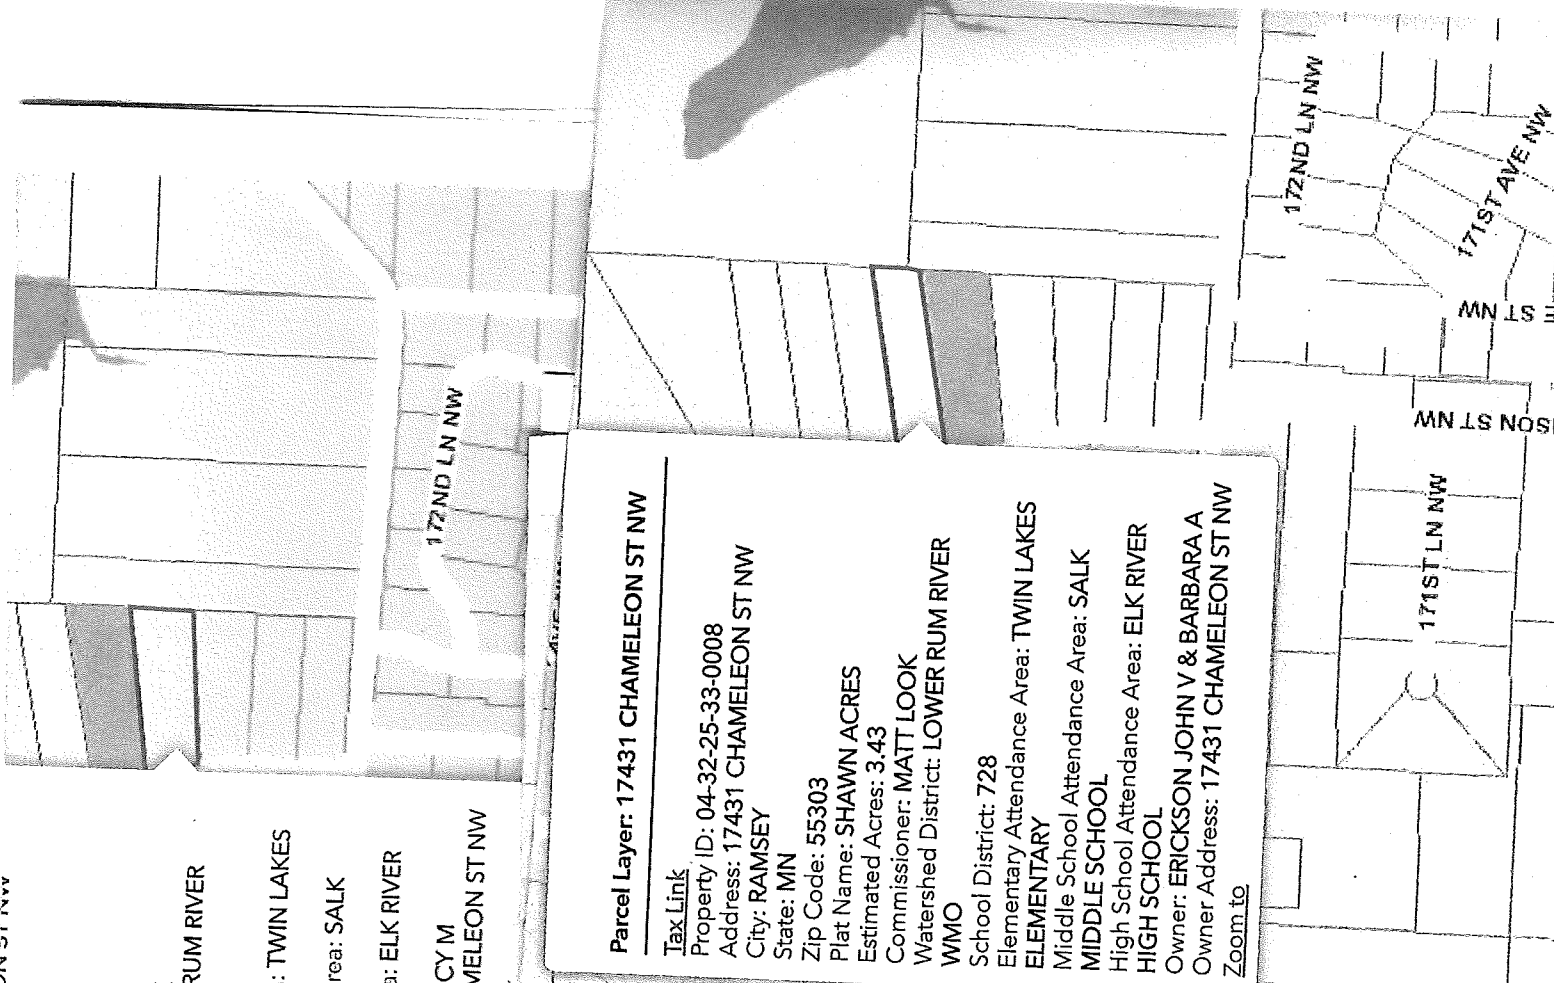 RUM RIVER
: TWIN LAKES
rea: SALK
a: ELK RIVER
CY M
MELEON ST NW
172ND LN NW
Parcel Layer: 17431 CHAMELEON ST NW
Tax Link
Property ID: 04-32-25-33-0008
Address: 17431 CHAMELEON ST NW
City: RAMSEY
State: MN
Zip Code: 55303
Plat Name: SHAWN ACRES
Estimated Acres: 3.43
Commissioner: MATT LOOK
Watershed District: LOWER RUM RIVER
WMO
School District: 728
Elementary Attendance Area: TWIN LAKES
ELEMENTARY
Middle School Attendance Area: SALK
MIDDLE SCHOOL
High School Attendance Area: ELK RIVER
HIGH SCHOOL
Owner: ERICKSON JOHN V & BARBARA A
Owner Address: 17431 CHAMELEON ST NW
Zoom to
172ND LN NW
171ST AVE NW
E ST NW
ISON ST NW
171ST LN NW